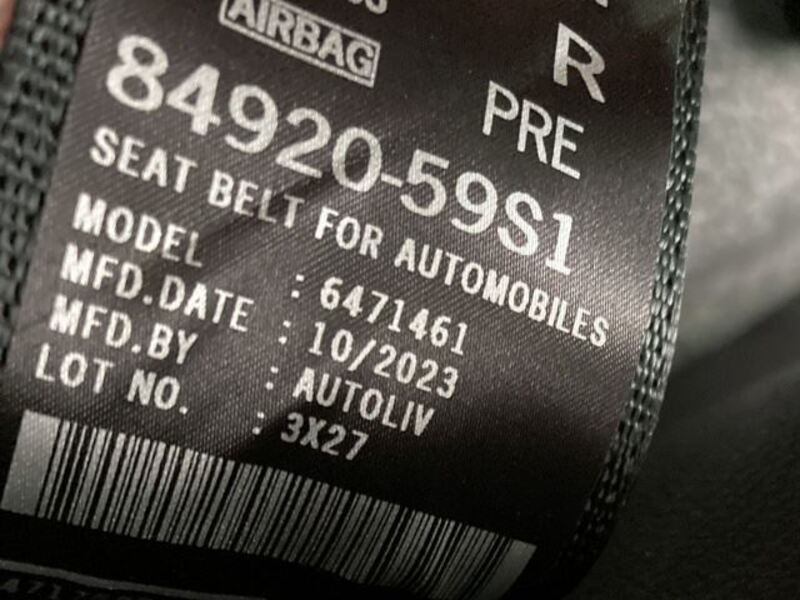 AIRBAG
R
PRE
84920-59S1
SEAT BELT FOR AUTOMOBILES
MODEL : 6471461
MFD.DATE : 10/2023
MFD.BY : AUTOLIV
LOT NO. : 3X27